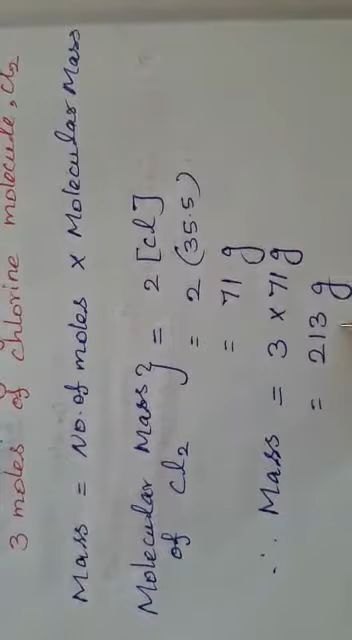 3 moles of chlorine molecule, Cl2
Mass = No. of moles X Molecular Mass
Molecular Mass } = 2 [Cl]
of Cl2 = 2 (35.5)
= 71 g
∴ Mass = 3 X 71 g
= 213 g